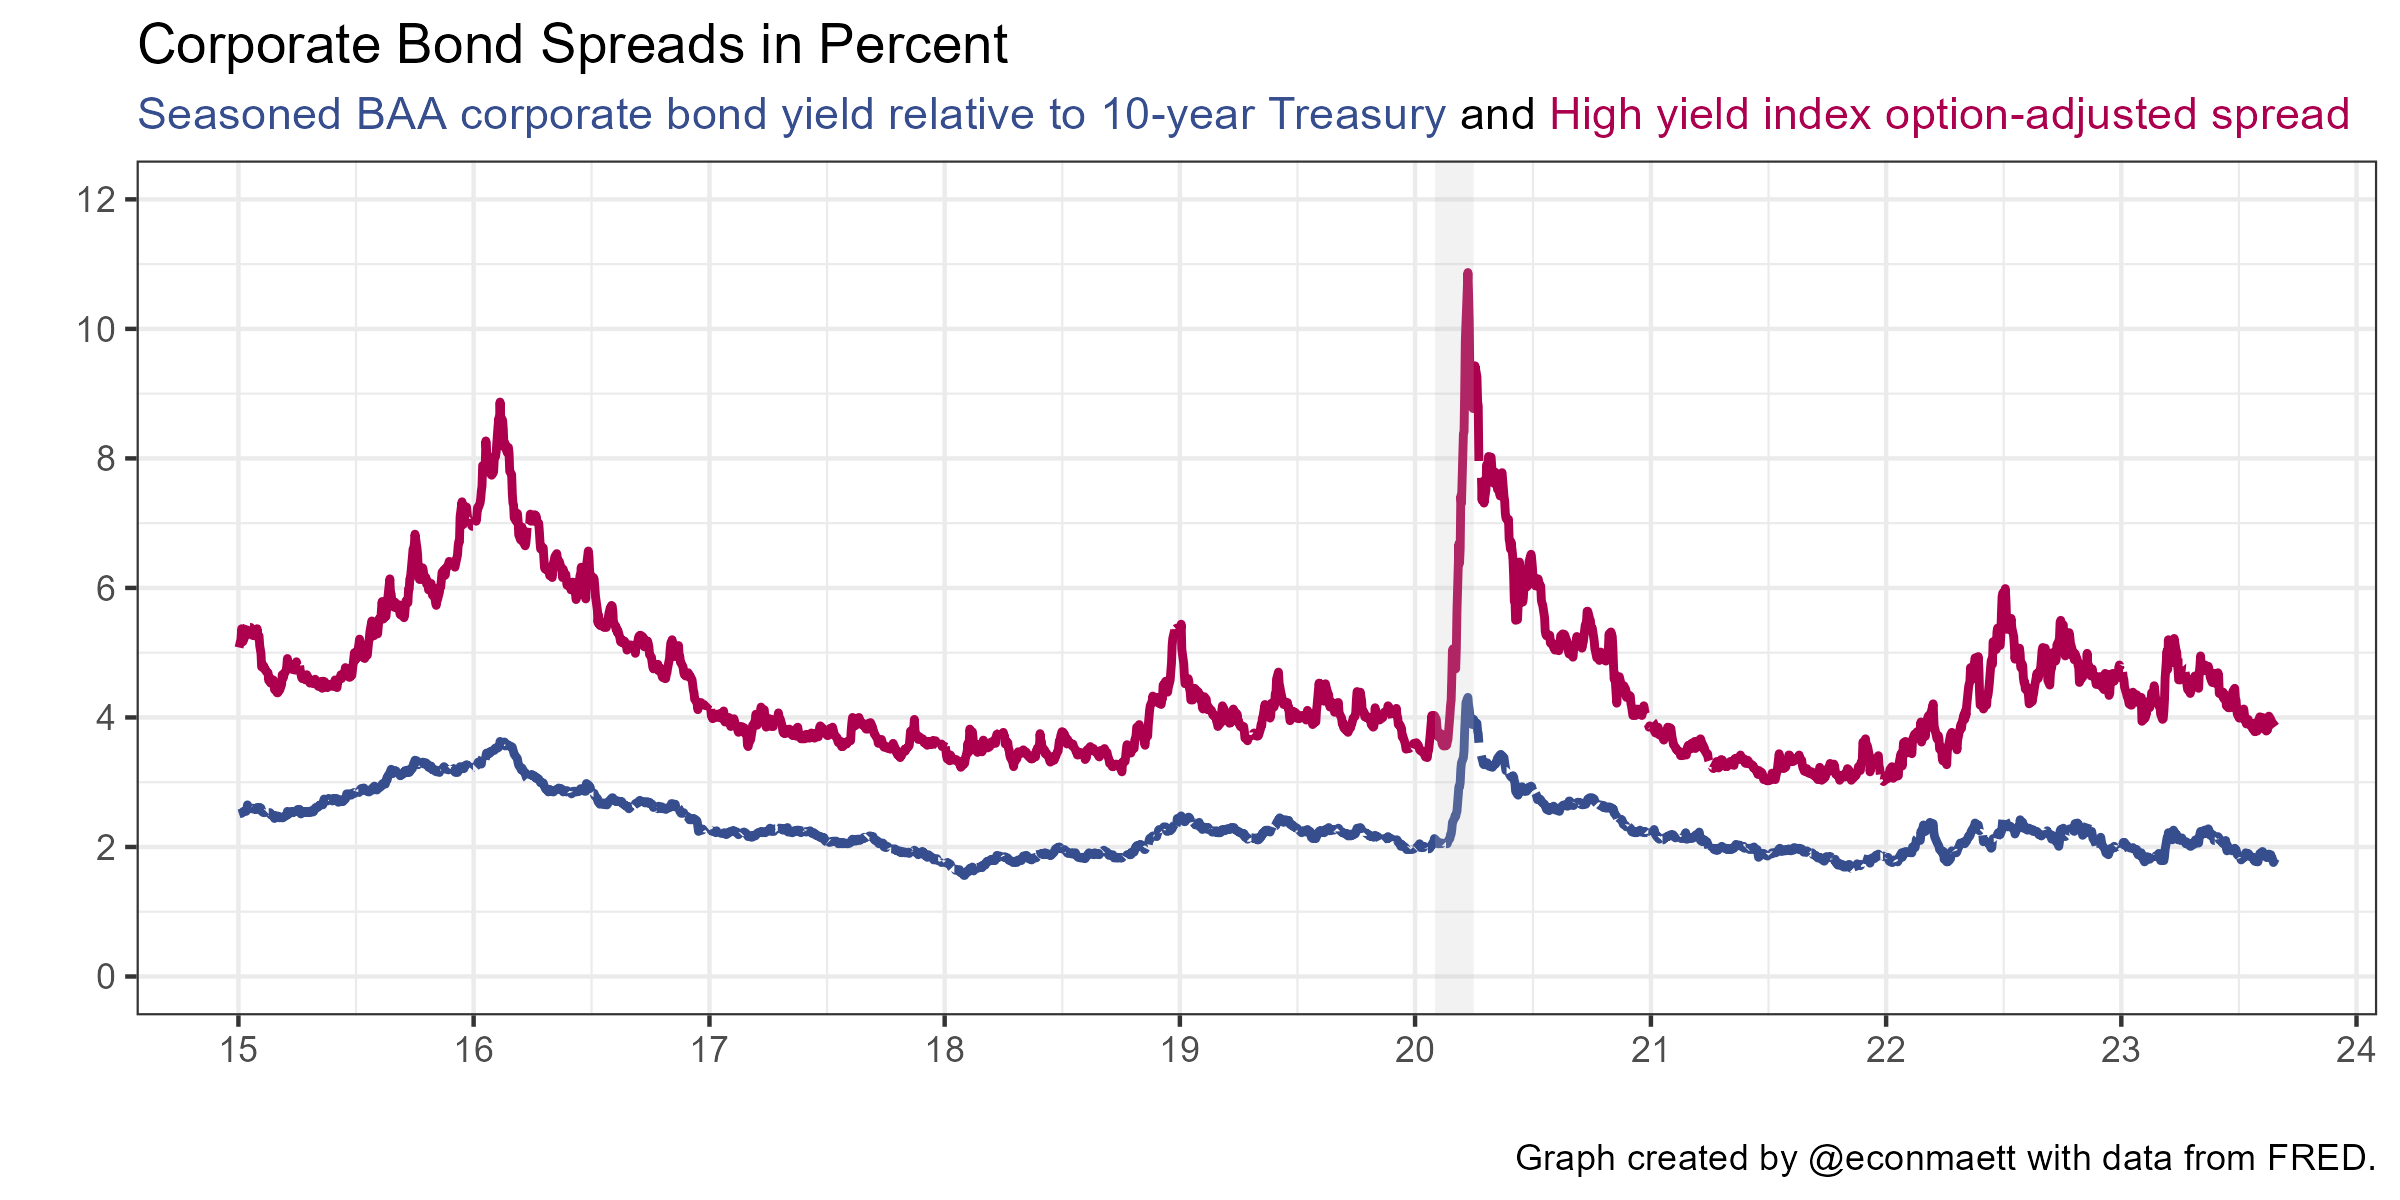 Corporate Bond Spreads in Percent
Seasoned BAA corporate bond yield relative to 10-year Treasury and High yield index option-adjusted spread
12
10
8
6
4
2
0
15 16 17 18 19 20 21 22 23 24
Graph created by @econmaett with data from FRED.